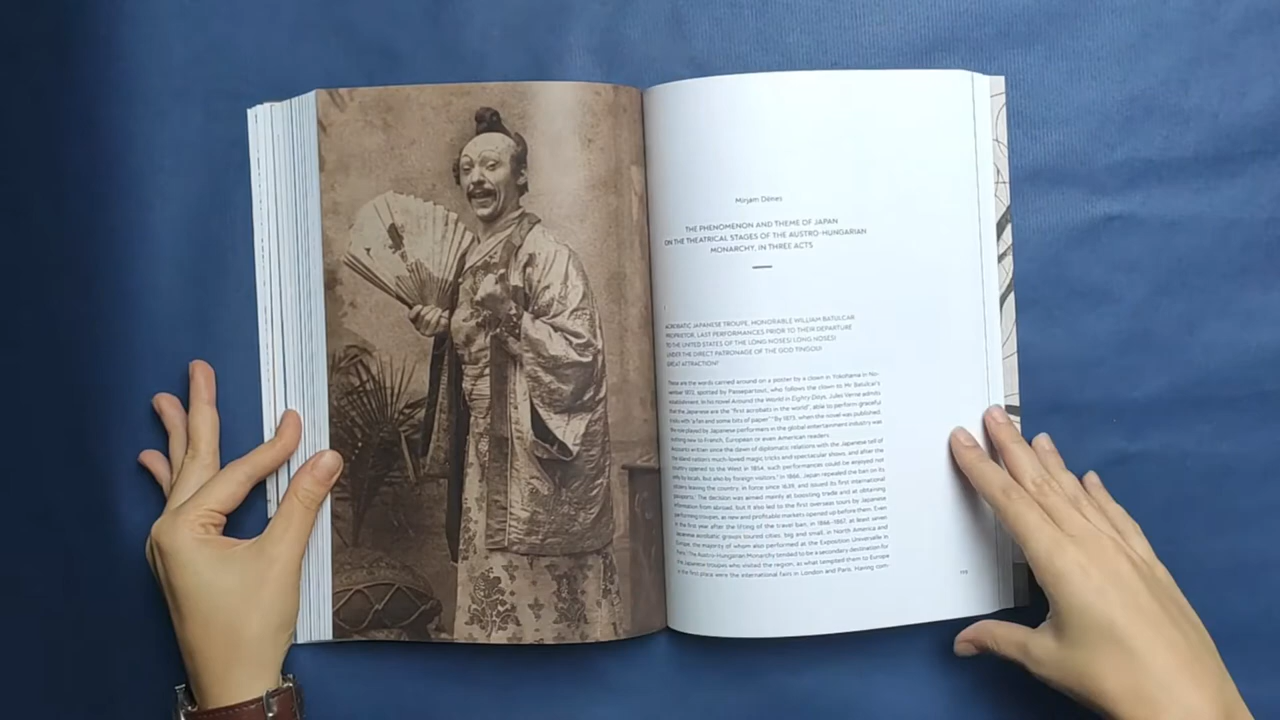 Mirjam Dénes
THE PHENOMENON AND THEME OF JAPAN
ON THE THEATRICAL STAGES OF THE AUSTRO-HUNGARIAN
MONARCHY, IN THREE ACTS
I
ACROBATIC JAPANESE TROUPE, HONORABLE WILLIAM BATULCAR
PROPRIETOR, LAST PERFORMANCES PRIOR TO THEIR DEPARTURE
TO THE UNITED STATES OF THE LONG NOSES! LONG NOSES!
UNDER THE DIRECT PATRONAGE OF THE GOD TINGOU!
GREAT ATTRACTION!
These are the words carried around on a poster by a clown in Yokohama in No-
vember 1872, spotted by Passepartout, who follows the clown to Mr Batulcar's
establishment. In his novel Around the World in Eighty Days, Jules Verne admits
that the Japanese are the "first acrobats in the world", able to perform graceful
tricks with "a fan and some bits of paper". By 1873, when the novel was published,
the role played by Japanese performers in the global entertainment industry was
nothing new to French, European or even American readers.
Accounts written since the dawn of diplomatic relations with the Japanese tell of
the island nation's much-loved magic tricks and spectacular shows, and after the
country opened to the West in 1854, such performances could be enjoyed not
only by locals, but also by foreign visitors. In 1866, Japan repealed the ban on its
citizens leaving the country, in force since 1639, and issued its first international
passports. The decision was aimed mainly at boosting trade and at obtaining
information from abroad, but it also led to the first overseas tours by Japanese
performing troupes, as new and profitable markets opened up before them. Even
in the first year after the lifting of the travel ban, in 1866–1867, at least seven
Japanese acrobatic groups toured cities, big and small, in North America and
Europe, the majority of whom also performed at the Exposition Universelle in
Paris. The Austro-Hungarian Monarchy tended to be a secondary destination for
the Japanese troupes who visited the region, as what tempted them to Europe
in the first place were the international fairs in London and Paris. Having com-